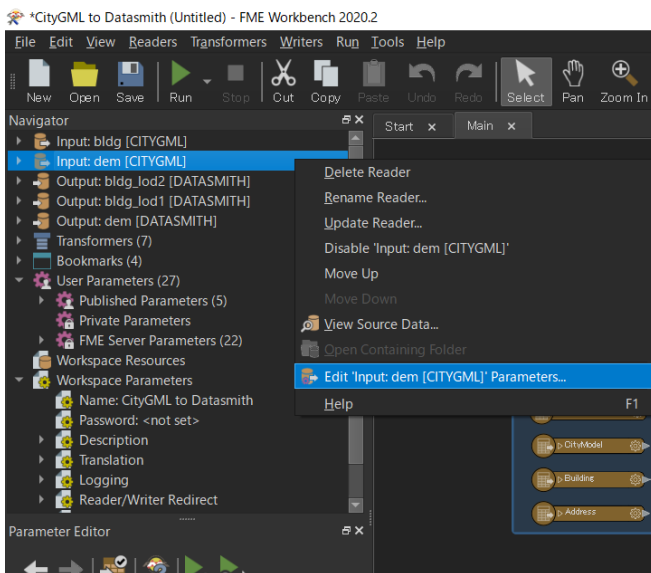 *CityGML to Datasmith (Untitled) - FME Workbench 2020.2
File Edit View Readers Transformers Writers Run Tools Help
New Open Save Run Stop Cut Copy Paste Undo Redo Select Pan Zoom In
Navigator
Start Main
Input: bldg [CITYGML]
Input: dem [CITYGML]
Output: bldg_lod2 [DATASMITH]
Output: bldg_lod1 [DATASMITH]
Output: dem [DATASMITH]
Transformers (7)
Bookmarks (4)
User Parameters (27)
Published Parameters (5)
Private Parameters
FME Server Parameters (22)
Workspace Resources
Workspace Parameters
Name: CityGML to Datasmith
Password: <not set>
Description
Translation
Logging
Reader/Writer Redirect
Parameter Editor
Delete Reader
Rename Reader...
Update Reader...
Disable 'Input: dem [CITYGML]'
Move Up
Move Down
View Source Data...
Open Containing Folder
Edit 'Input: dem [CITYGML]' Parameters...
Help F1
CityModel
Building
Address